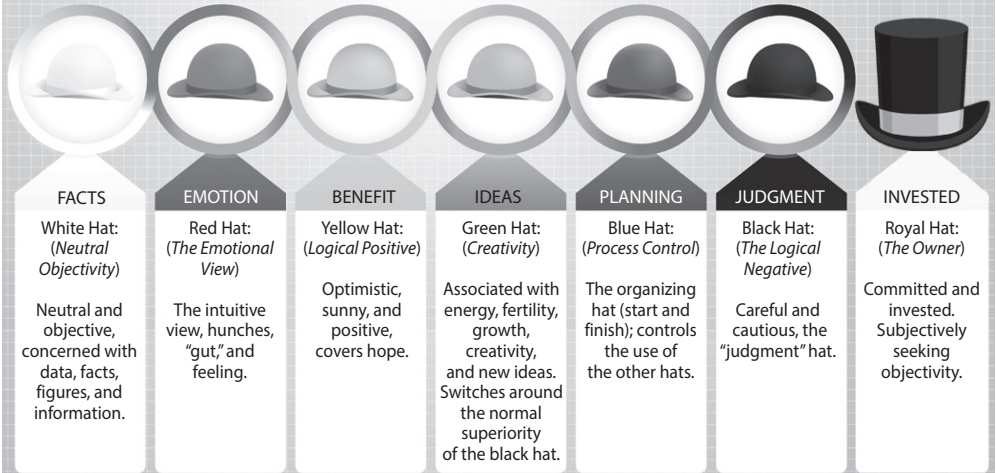 FACTS
White Hat:
(Neutral
Objectivity)
Neutral and
objective,
concerned with
data, facts,
figures, and
information.
EMOTION
Red Hat:
(The Emotional
View)
The intuitive
view, hunches,
“gut,” and
feeling.
BENEFIT
Yellow Hat:
(Logical Positive)
Optimistic,
sunny, and
positive,
covers hope.
IDEAS
Green Hat:
(Creativity)
Associated with
energy, fertility,
growth,
creativity,
and new ideas.
Switches around
the normal
superiority
of the black hat.
PLANNING
Blue Hat:
(Process Control)
The organizing
hat (start and
finish); controls
the use of
the other hats.
JUDGMENT
Black Hat:
(The Logical
Negative)
Careful and
cautious, the
“judgment” hat.
INVESTED
Royal Hat:
(The Owner)
Committed and
invested.
Subjectively
seeking
objectivity.